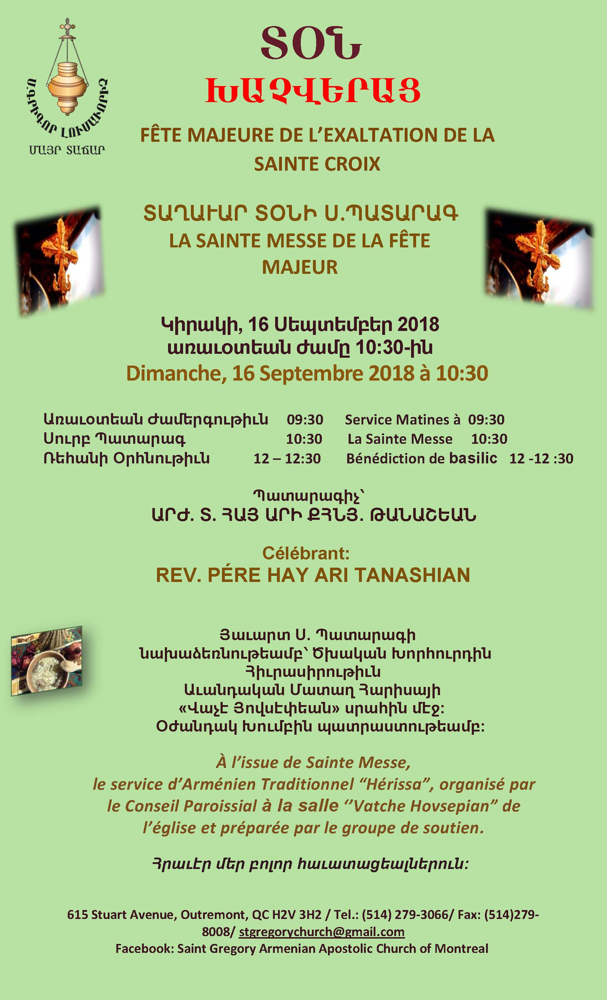 Ս.ԳՐԻԳՈՐ ԼՈՒՍԱՒՈՐԻՉ
ՄԱՅՐ ՏԱՃԱՐ
ՏՕՆ
ԽԱՉՎԵՐԱՑ
FÊTE MAJEURE DE L’EXALTATION DE LA
SAINTE CROIX
ՏԱՂԱՒԱՐ ՏՕՆԻ Ս.ՊԱՏԱՐԱԳ
LA SAINTE MESSE DE LA FÊTE
MAJEUR
Կիրակի, 16 Սեպտեմբեր 2018
առաւօտեան ժամը 10:30-ին
Dimanche, 16 Septembre 2018 à 10:30
Առաւօտեան Ժամերգութիւն 09:30 Service Matines à 09:30
Սուրբ Պատարագ 10:30 La Sainte Messe 10:30
Ռեհանի Օրհնութիւն 12 – 12:30 Bénédiction de basilic 12 -12 :30
Պատարագիչ՝
ԱՐԺ. Տ. ՀԱՅ ԱՐԻ ՔՀՆՅ. ԹԱՆԱՇԵԱՆ
Célébrant:
REV. PÉRE HAY ARI TANASHIAN
Յաւարտ Ս. Պատարագի
նախաձեռնութեամբ՝ Ծխական Խորհուրդին
Հիւրասիրութիւն
Աւանդական Մատաղ Հարիսայի
«Վաչէ Յովսէփեան» սրահին մէջ:
Օժանդակ Խումբին պատրաստութեամբ:
À l’issue de Sainte Messe,
le service d’Arménien Traditionnel “Hérissa”, organisé par
le Conseil Paroissial à la salle ‘’Vatche Hovsepian” de
l’église et préparée par le groupe de soutien.
Հրաւէր մեր բոլոր հաւատացեալներուն:
615 Stuart Avenue, Outremont, QC H2V 3H2 / Tel.: (514) 279-3066/ Fax: (514)279-
8008/ stgregorychurch@gmail.com
Facebook: Saint Gregory Armenian Apostolic Church of Montreal